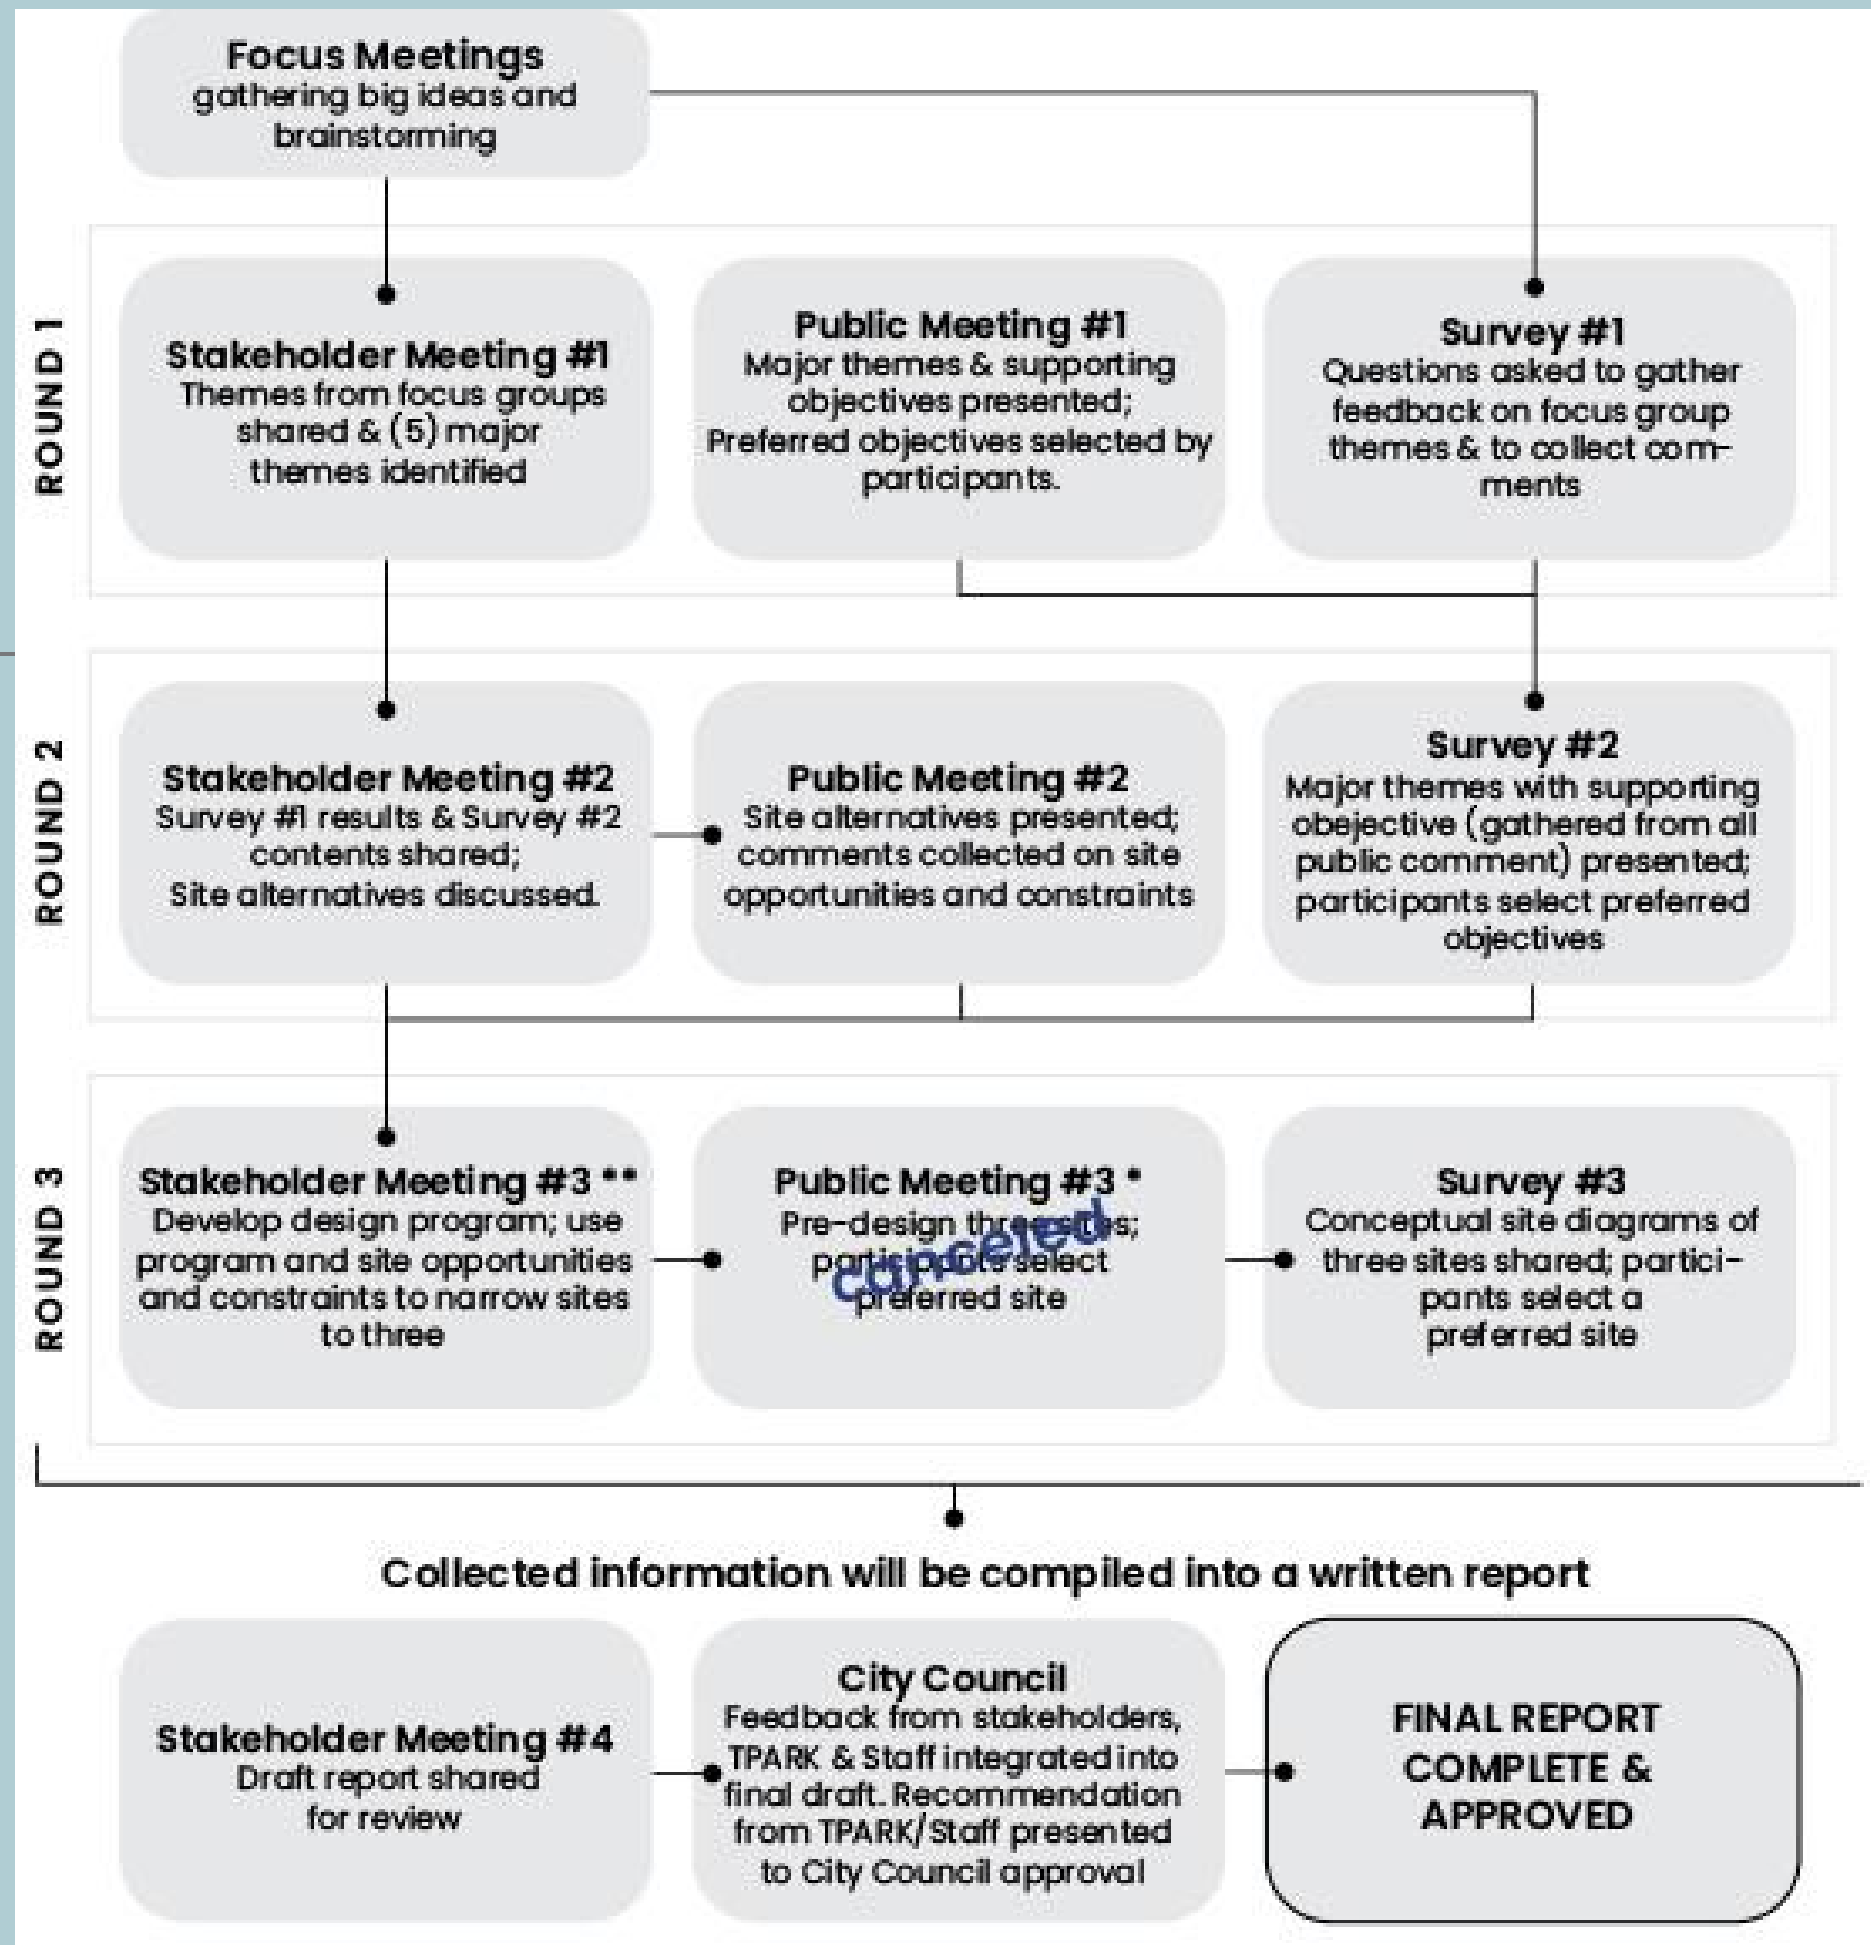 Focus Meetings
gathering big ideas and
brainstorming
ROUND 1
Stakeholder Meeting #1
Themes from focus groups
shared & (5) major
themes identified
Public Meeting #1
Major themes & supporting
objectives presented;
Preferred objectives selected by
participants.
Survey #1
Questions asked to gather
feedback on focus group
themes & to collect com-
ments
ROUND 2
Stakeholder Meeting #2
Survey #1 results & Survey #2
contents shared;
Site alternatives discussed.
Public Meeting #2
Site alternatives presented;
comments collected on site
opportunities and constraints
Survey #2
Major themes with supporting
obejective (gathered from all
public comment) presented;
participants select preferred
objectives
ROUND 3
Stakeholder Meeting #3 **
Develop design program; use
program and site opportunities
and constraints to narrow sites
to three
Public Meeting #3 *
Pre-design three sites;
participants select
preferred site
canceled
Survey #3
Conceptual site diagrams of
three sites shared; partici-
pants select a
preferred site
Collected information will be compiled into a written report
Stakeholder Meeting #4
Draft report shared
for review
City Council
Feedback from stakeholders,
TPARK & Staff integrated into
final draft. Recommendation
from TPARK/Staff presented
to City Council approval
FINAL REPORT
COMPLETE &
APPROVED